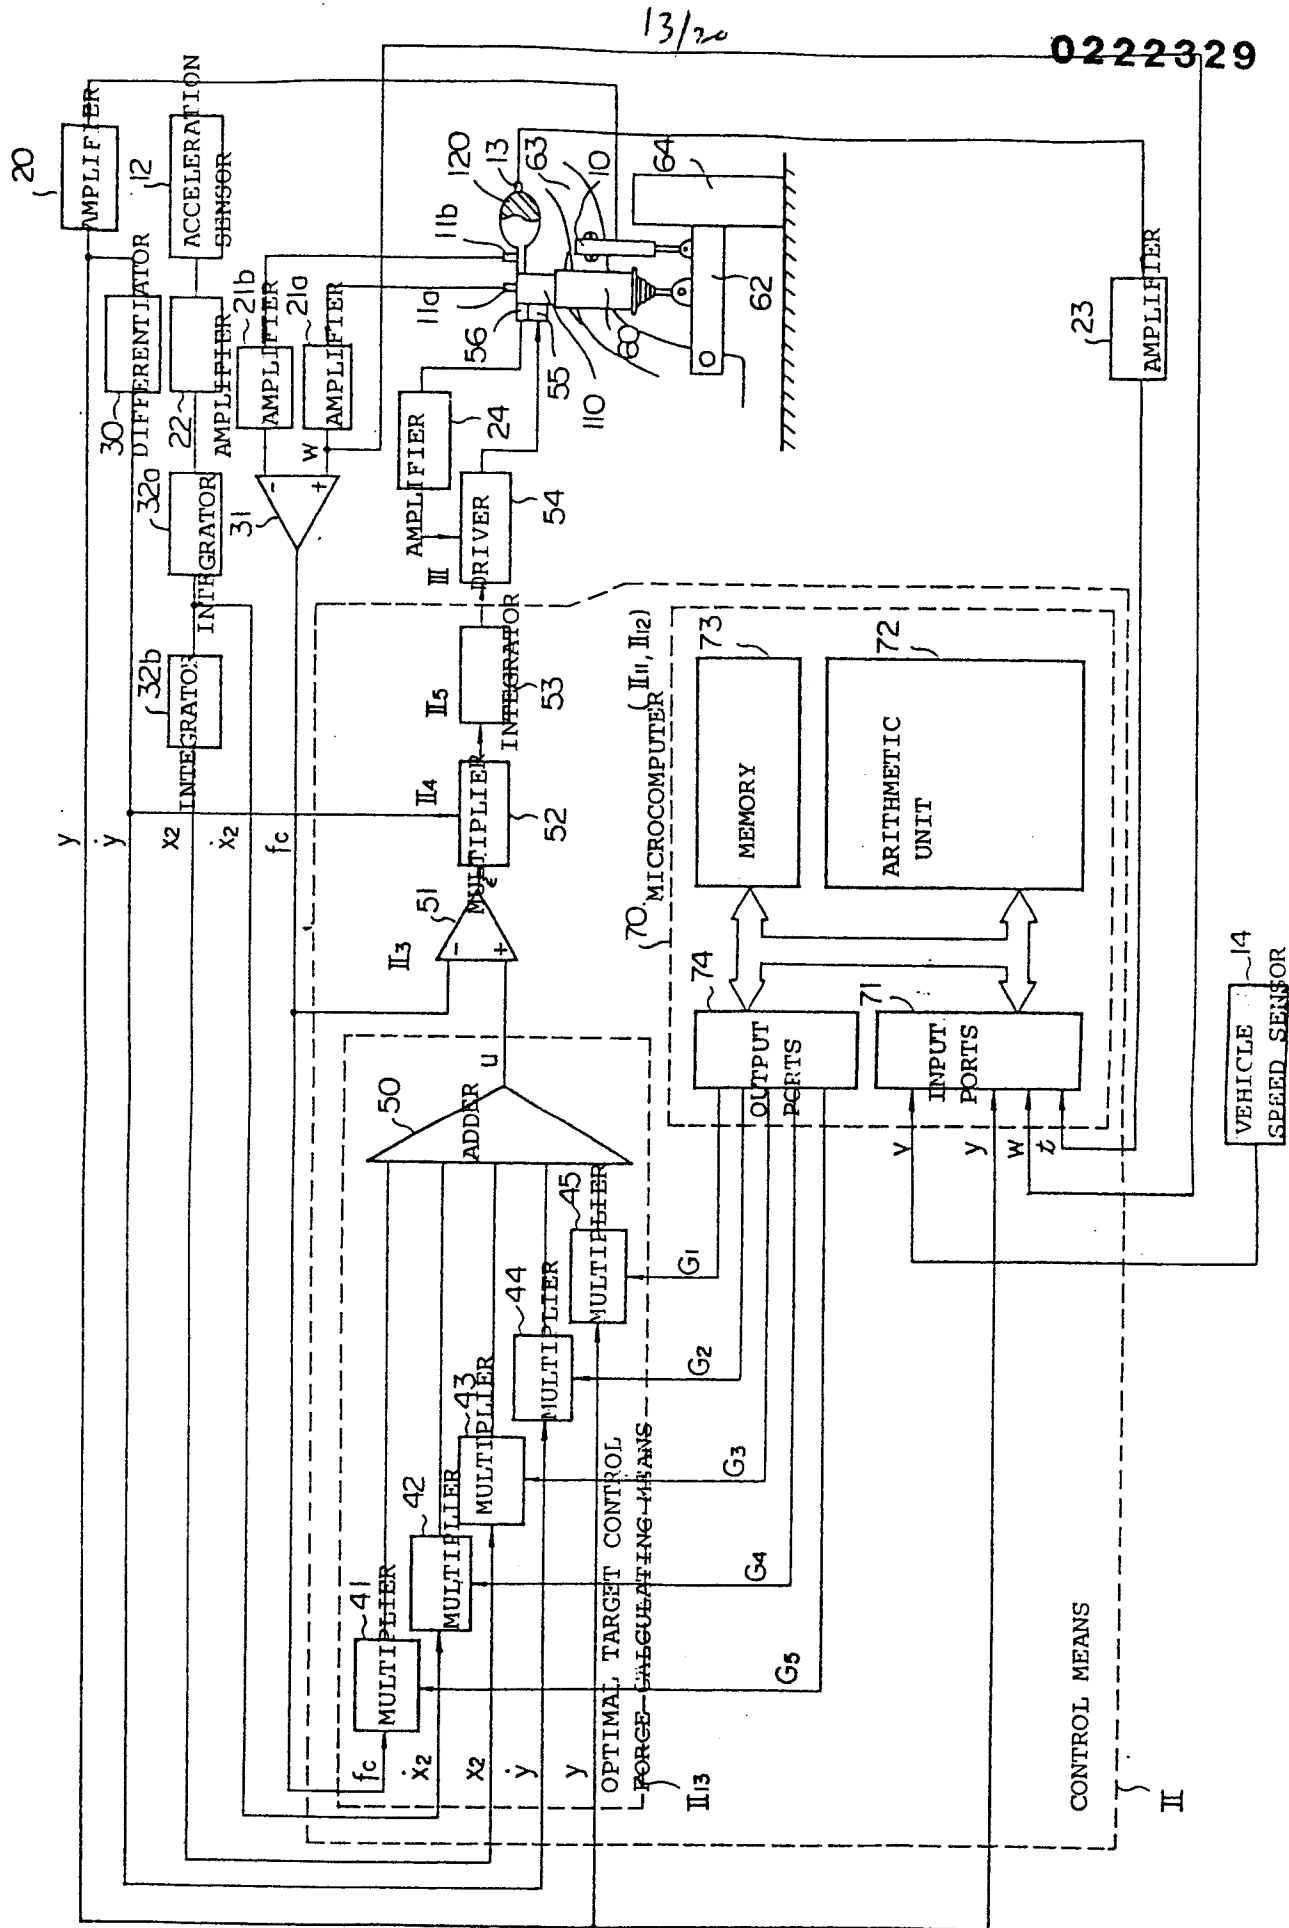 13/20
0222329
20
AMPLIFIER
12
ACCELERATION
SENSOR
30
DIFFERENTIATOR
22
AMPLIFIER
21b
AMPLIFIER
21a
AMPLIFIER
32a
INTEGRATOR
32b
INTEGRATOR
31
-
+
w
y
ẏ
x2
ẋ2
fc
11a
11b
120
13
63
10
64
56
55
110
60
62
24
AMPLIFIER
54
DRIVER
III
53
INTEGRATOR
II5
52
MULTIPLIER
II4
ε
51
II3
-
+
u
50
ADDER
23
AMPLIFIER
70
MICROCOMPUTER
(II11, II12)
73
MEMORY
72
ARITHMETIC
UNIT
74
OUTPUT
PORTS
71
INPUT
PORTS
v
y
w
t
14
VEHICLE
SPEED SENSOR
41
MULTIPLIER
42
MULTIPLIER
43
MULTIPLIER
44
MULTIPLIER
45
MULTIPLIER
G1
G2
G3
G4
G5
fc
ẋ2
x2
ẏ
y
OPTIMAL TARGET CONTROL
FORCE CALCULATING MEANS
II13
CONTROL MEANS
II